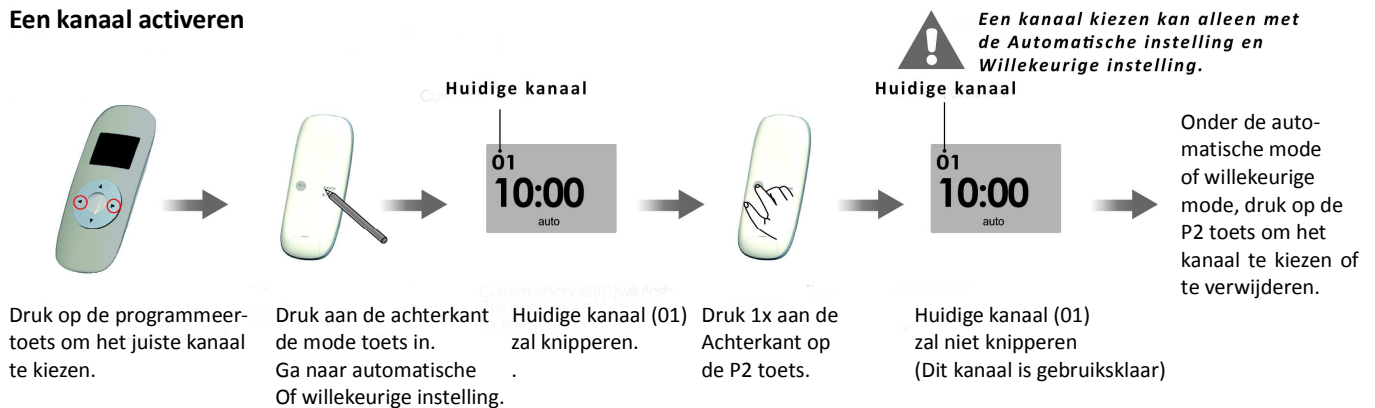 Een kanaal activeren
Een kanaal kiezen kan alleen met
de Automatische instelling en
Willekeurige instelling.
Huidige kanaal
01
10:00
auto
Huidige kanaal
01
10:00
auto
Onder de auto-
matische mode
of willekeurige
mode, druk op de
P2 toets om het
kanaal te kiezen of
te verwijderen.
Druk op de programmeer-
toets om het juiste kanaal
te kiezen.
Druk aan de achterkant
de mode toets in.
Ga naar automatische
Of willekeurige instelling.
Huidige kanaal (01)
zal knipperen.
.
Druk 1x aan de
Achterkant op
de P2 toets.
Huidige kanaal (01)
zal niet knipperen
(Dit kanaal is gebruiksklaar)
Current channel(01)will flash